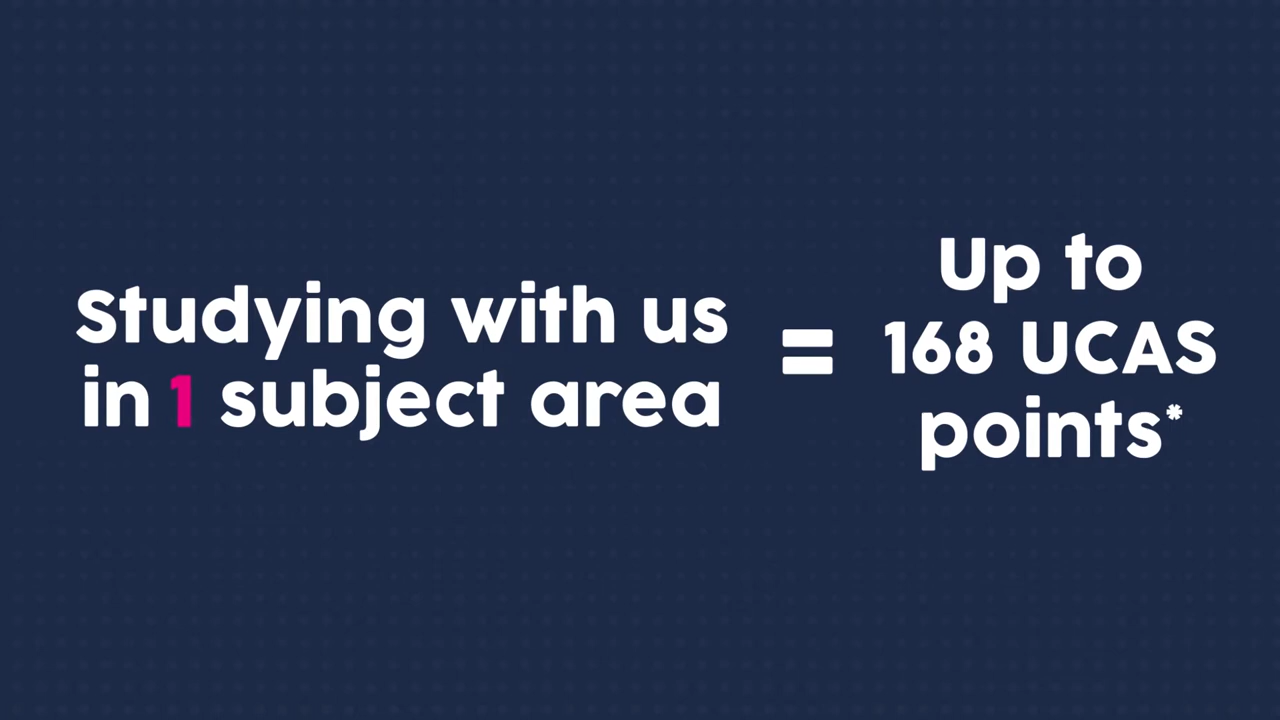 Studying with us
in 1 subject area
=
Up to
168 UCAS
points*